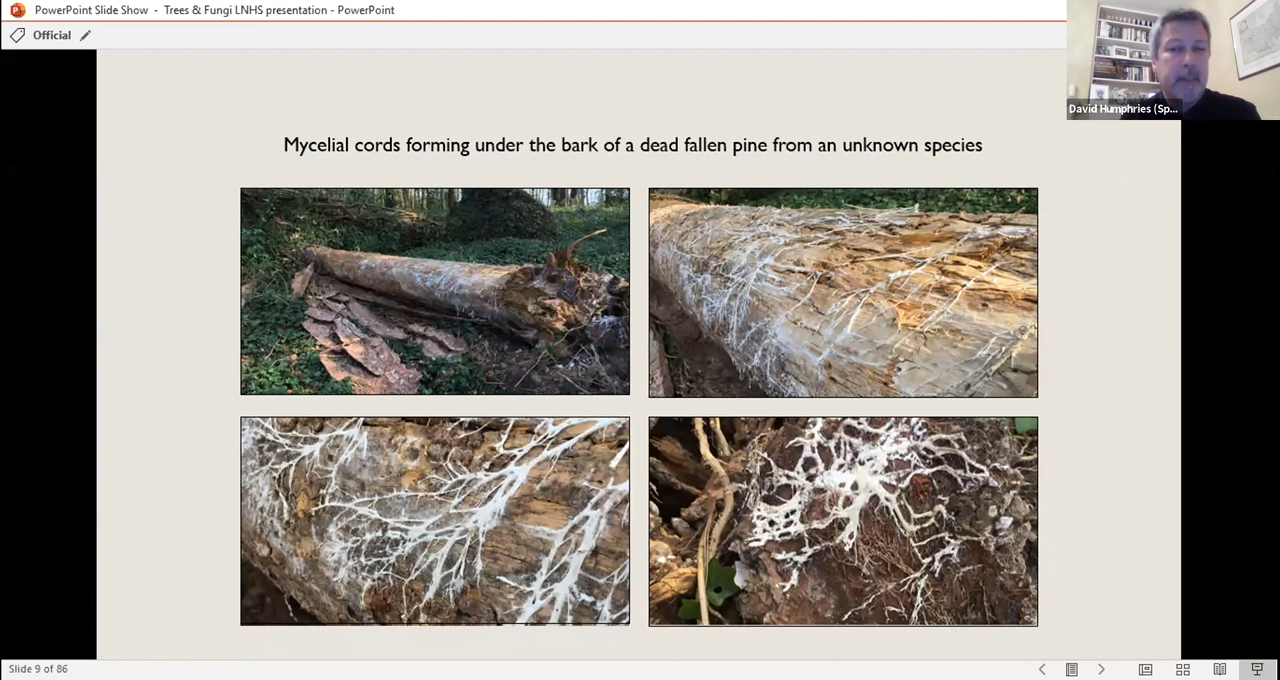 PowerPoint Slide Show - Trees & Fungi LNHS presentation - PowerPoint
Official
David Humphries (Sp...
Mycelial cords forming under the bark of a dead fallen pine from an unknown species
Slide 9 of 86